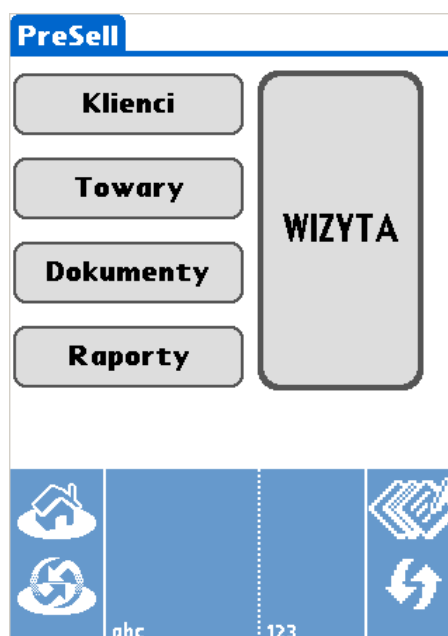 PreSell
Klienci
Towary
Dokumenty
Raporty
WIZYTA
abc
123